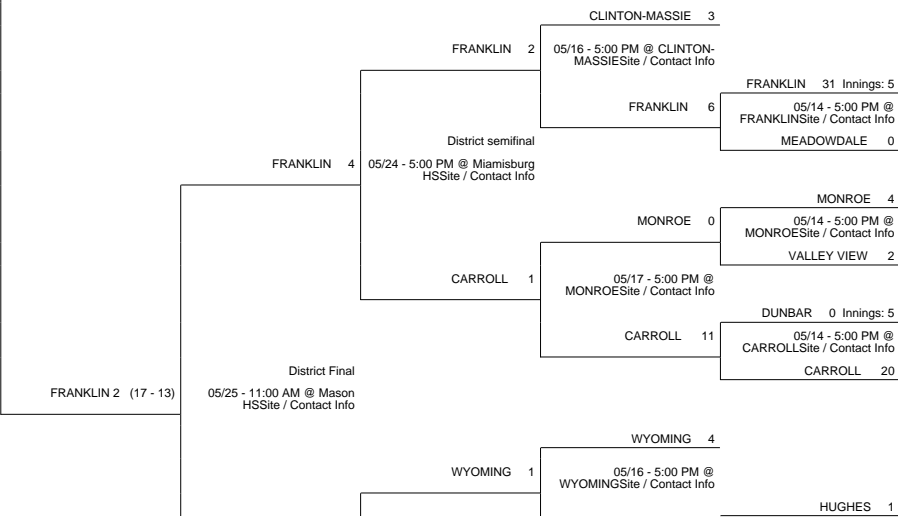 CLINTON-MASSIE 3
FRANKLIN 2
05/16 - 5:00 PM @ CLINTON-
MASSIESite / Contact Info
FRANKLIN 31 Innings: 5
FRANKLIN 6
05/14 - 5:00 PM @
FRANKLINSite / Contact Info
MEADOWDALE 0
District semifinal
FRANKLIN 4
05/24 - 5:00 PM @ Miamisburg
HSSite / Contact Info
MONROE 4
MONROE 0
05/14 - 5:00 PM @
MONROESite / Contact Info
VALLEY VIEW 2
CARROLL 1
05/17 - 5:00 PM @
MONROESite / Contact Info
DUNBAR 0 Innings: 5
CARROLL 11
05/14 - 5:00 PM @
CARROLLSite / Contact Info
CARROLL 20
District Final
FRANKLIN 2 (17 - 13)
05/25 - 11:00 AM @ Mason
HSSite / Contact Info
WYOMING 4
WYOMING 1
05/16 - 5:00 PM @
WYOMINGSite / Contact Info
HUGHES 1